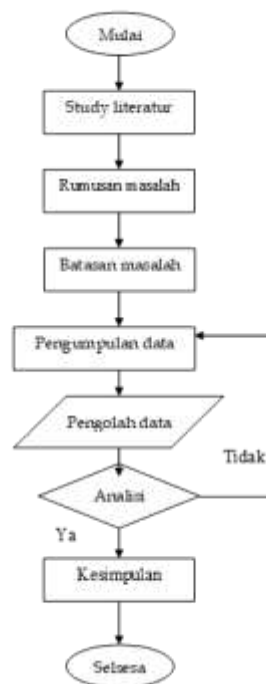 Mulai
Study literatur
Rumusan masalah
Batasan masalah
Pengumpulan data
Pengolah data
Tidak
Analisi
Ya
Kesimpulan
Selsesa